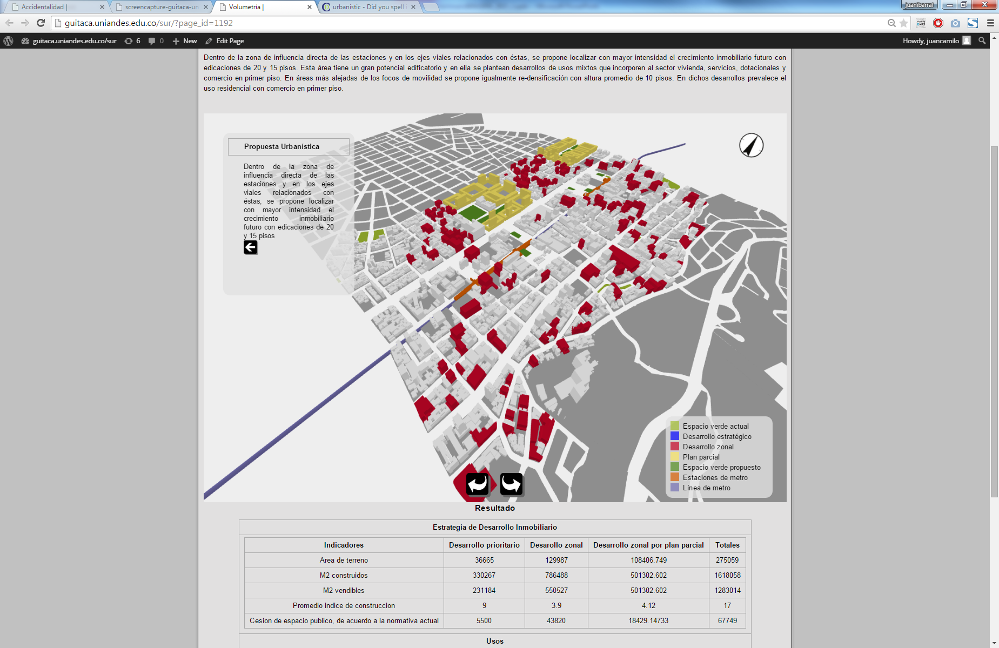 Accidentalidad |
screencapture-guitaca-un
Volumetría |
urbanistic - Did you spell
juanibarral
guitaca.uniandes.edu.co/sur/?page_id=1192
guitaca.uniandes.edu.co/sur 6 0 New Edit Page Howdy, juancamilo
Dentro de la zona de influencia directa de las estaciones y en los ejes viales relacionados con éstas, se propone localizar con mayor intensidad el crecimiento inmobiliario futuro con
edicaciones de 20 y 15 pisos. Esta área tiene un gran potencial edificatorio y en ella se plantean desarrollos de usos mixtos que incorporen al sector vivienda, servicios, dotacionales y
comercio en primer piso. En áreas más alejadas de los focos de movilidad se propone igualmente re-densificación con altura promedio de 10 pisos. En dichos desarrollos prevalece el
uso residencial con comercio en primer piso.
Propuesta Urbanística
Dentro de la zona de
influencia directa de las
estaciones y en los ejes
viales relacionados con
éstas, se propone localizar
con mayor intensidad el
crecimiento inmobiliario
futuro con edicaciones de 20
y 15 pisos
Espacio verde actual
Desarrollo estratégico
Desarrollo zonal
Plan parcial
Espacio verde propuesto
Estaciones de metro
Línea de metro
Resultado
Estrategia de Desarrollo Inmobiliario
Indicadores Desarrollo prioritario Desarollo zonal Desarrollo zonal por plan parcial Totales
Area de terreno 36665 129987 108406.749 275059
M2 construidos 330267 786488 501302.602 1618058
M2 vendibles 231184 550527 501302.602 1283014
Promedio indice de construccion 9 3.9 4.12 17
Cesion de espacio publico, de acuerdo a la normativa actual 5500 43820 18429.14733 67749
Usos